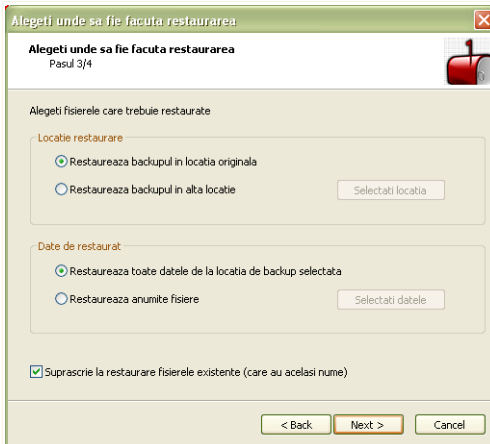 Alegeti unde sa fie facuta restaurarea
Alegeti unde sa fie facuta restaurarea
Pasul 3/4
Alegeti fisierele care trebuie restaurate
Locatie restaurare
Restaureaza backupul in locatia originala
Restaureaza backupul in alta locatie
Selectati locatia
Date de restaurat
Restaureaza toate datele de la locatia de backup selectata
Restaureaza anumite fisiere
Selectati datele
Suprascrie la restaurare fisierele existente (care au acelasi nume)
< Back
Next >
Cancel